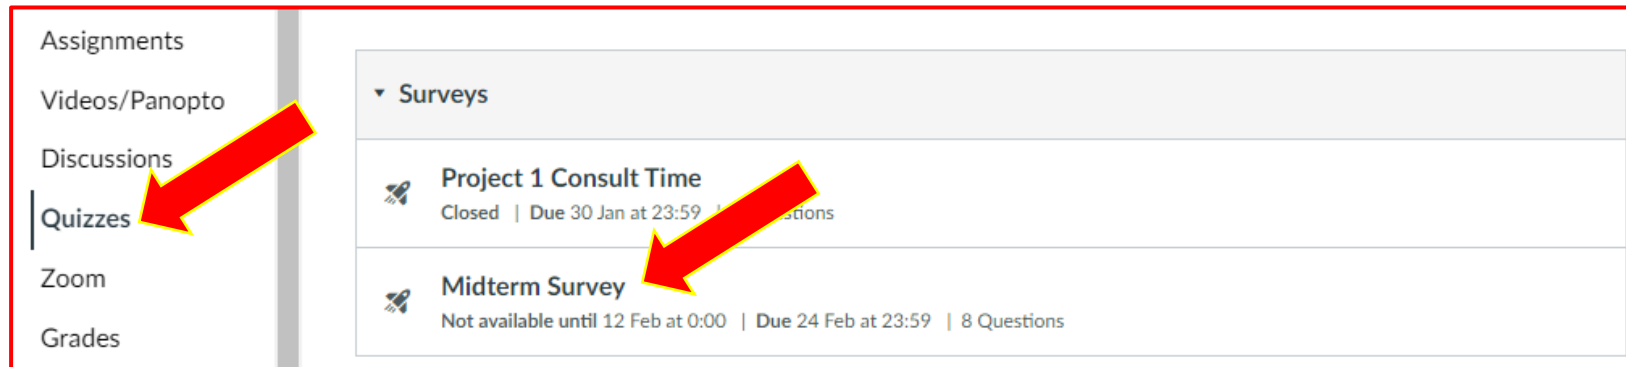 Assignments
Videos/Panopto
Discussions
Quizzes
Zoom
Grades
Surveys
Project 1 Consult Time
Closed | Due 30 Jan at 23:59 |
Midterm Survey
Not available until 12 Feb at 0:00 | Due 24 Feb at 23:59 | 8 Questions